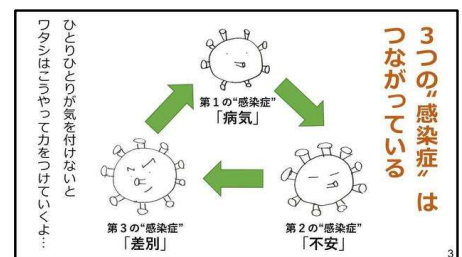 3つの“感染症”は
つながっている
第1の“感染症”
「病気」
第2の“感染症”
「不安」
第3の“感染症”
「差別」
ひとりひとりが気を付けないと
ワタシはこうやって力をつけていくよ…
3